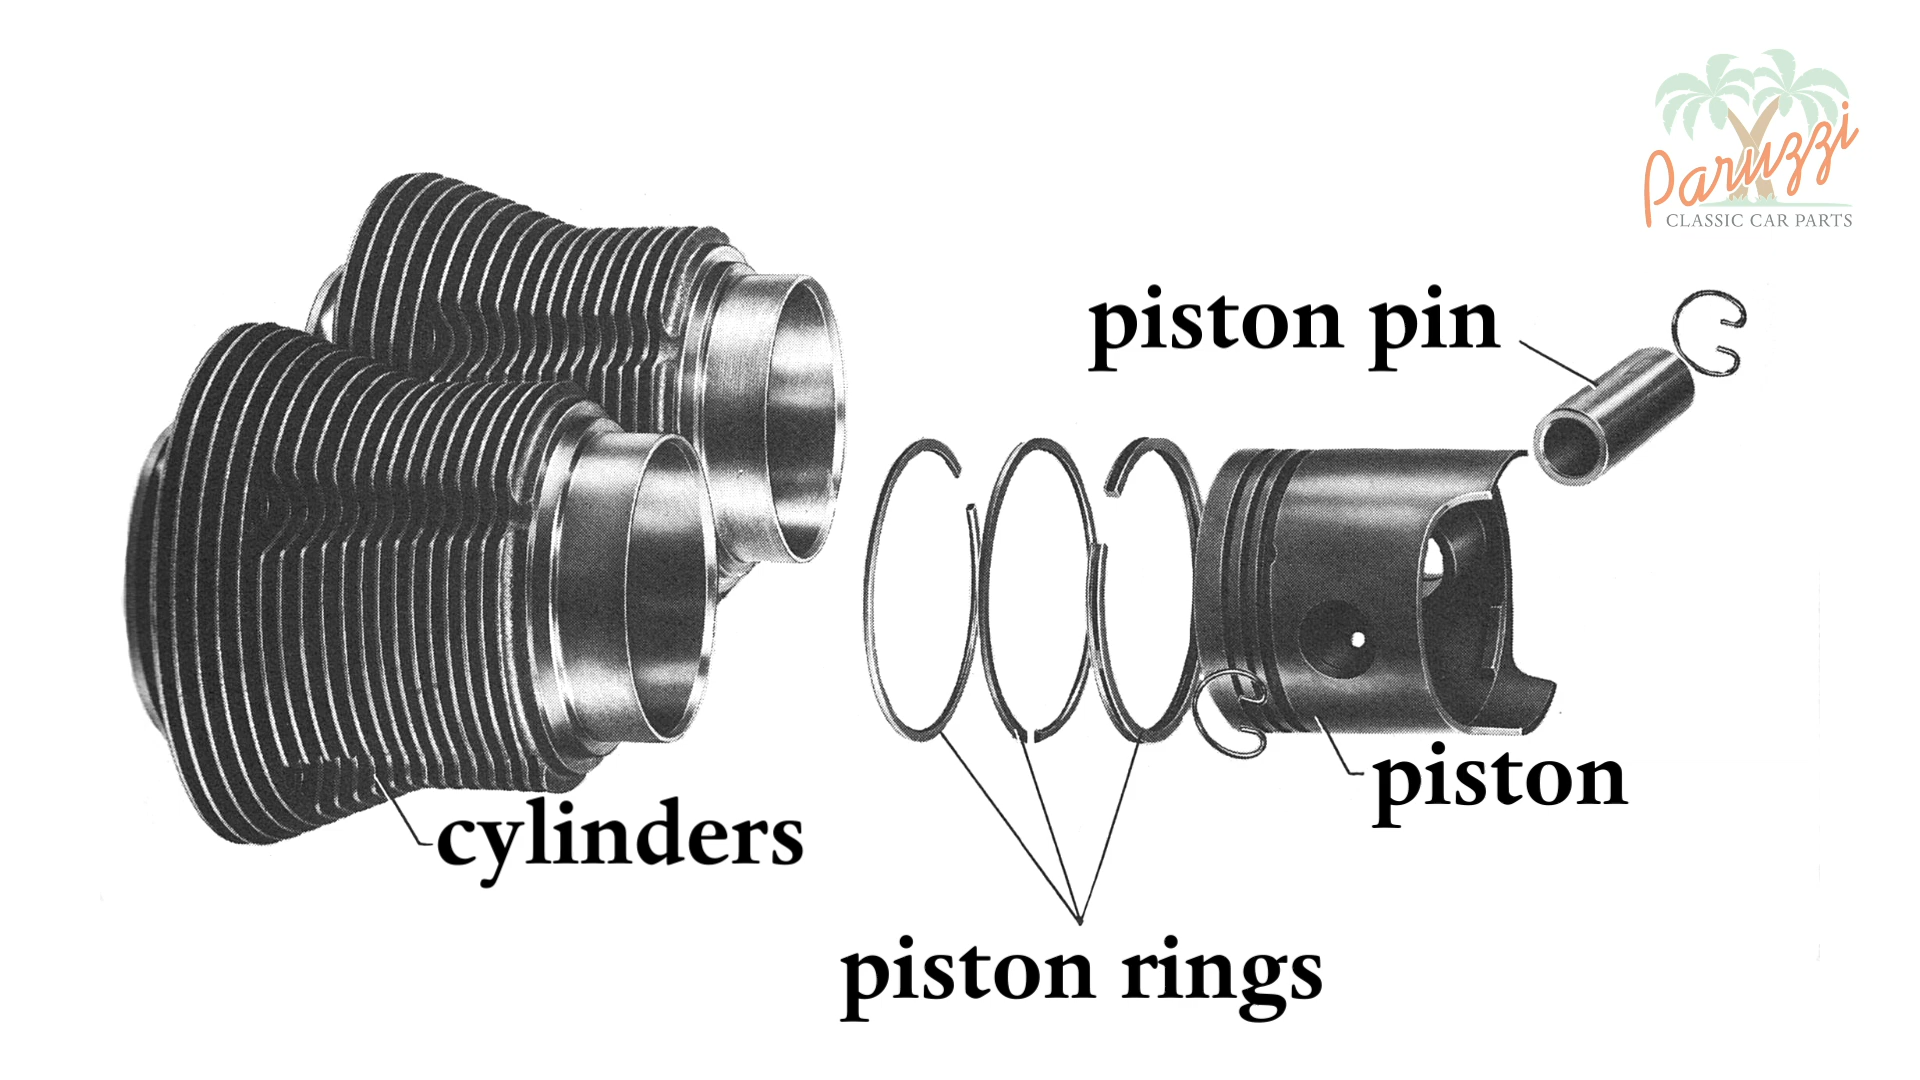 Paruzzi
CLASSIC CAR PARTS
piston pin
piston
cylinders
piston rings